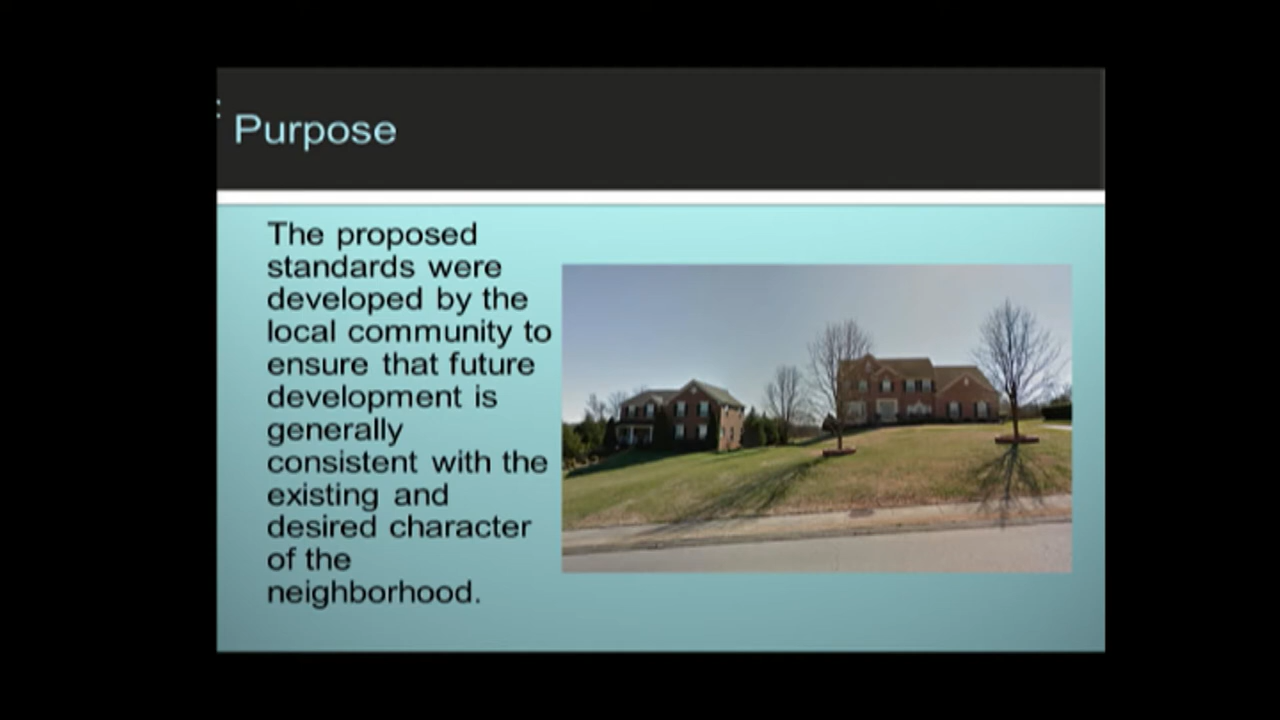 Purpose
The proposed
standards were
developed by the
local community to
ensure that future
development is
generally
consistent with the
existing and
desired character
of the
neighborhood.